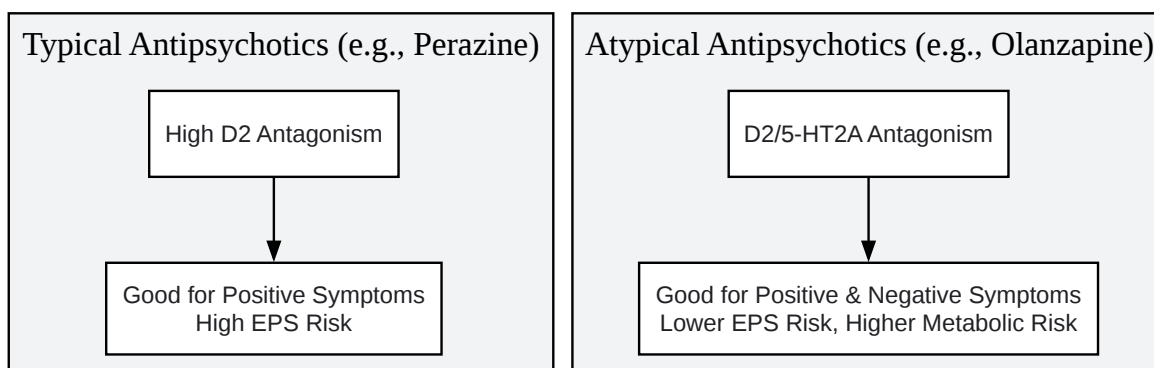 Typical Antipsychotics (e.g., Perazine)
High D2 Antagonism
Good for Positive Symptoms
High EPS Risk
Atypical Antipsychotics (e.g., Olanzapine)
D2/5-HT2A Antagonism
Good for Positive & Negative Symptoms
Lower EPS Risk, Higher Metabolic Risk